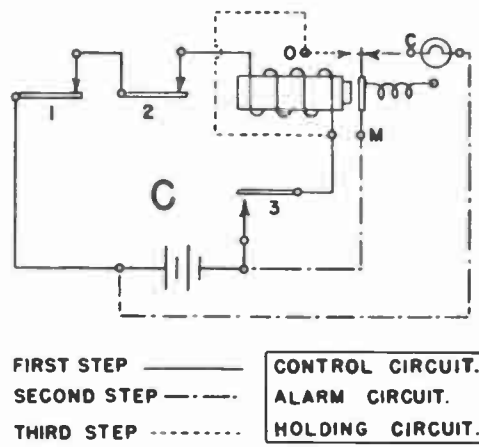 O
C
1
2
M
C
3
FIRST STEP
SECOND STEP
THIRD STEP
CONTROL CIRCUIT.
ALARM CIRCUIT.
HOLDING CIRCUIT.